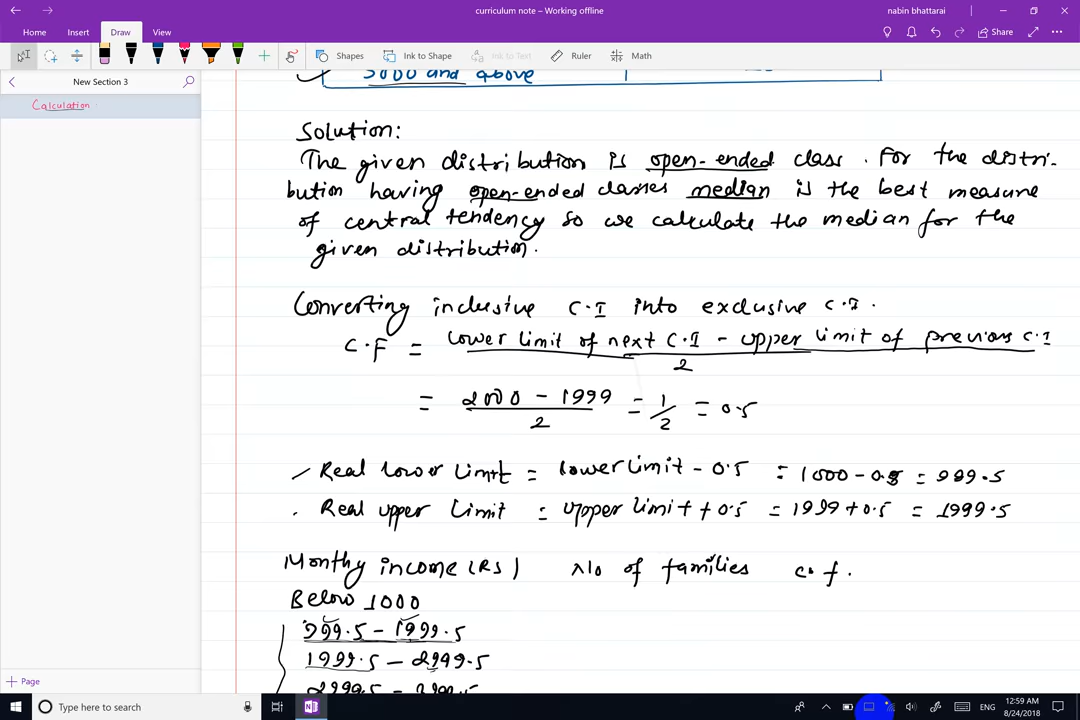 curriculum note – Working offline
nabin bhattarai
Home Insert Draw View
Share
Shapes Ink to Shape Ink to Text Ruler Math
New Section 3
Calculation
5000 and above
Solution:
The given distribution is open-ended class. For the distri-
bution having open-ended classes median is the best measure
of central tendency so we calculate the median for the
given distribution.
Converting inclusive C.I into exclusive C.I.
C.F = lower limit of next C.I - upper limit of previous C.I
2
= 2000 - 1999 = 1/2 = 0.5
2
Real lower limit = lower limit - 0.5 = 1000 - 0.5 = 999.5
Real upper limit = upper limit + 0.5 = 1999 + 0.5 = 1999.5
Monthy income (Rs) No of families c.f.
Below 1000
999.5 - 1999.5
1999.5 - 2999.5
2999.5 -
Page
Type here to search
ENG
12:59 AM
8/24/2018